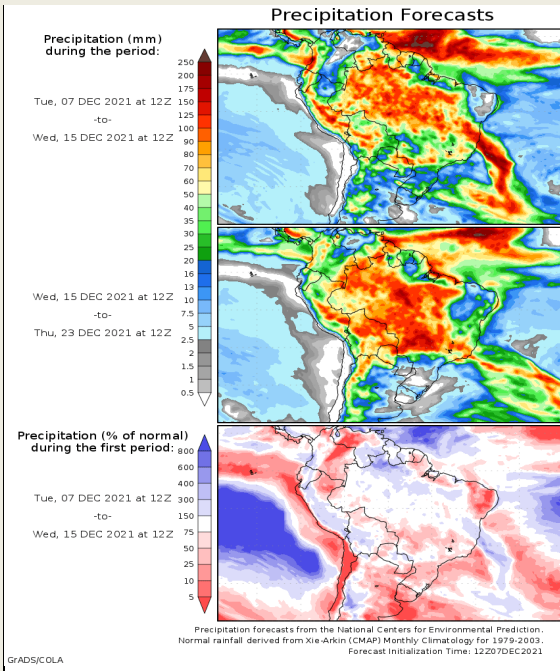 Precipitation Forecasts
Precipitation (mm)
during the period:
Tue, 07 DEC 2021 at 12Z
-to-
Wed, 15 DEC 2021 at 12Z
250
200
175
150
125
100
90
80
70
60
50
40
35
30
25
20
16
13
10
7.5
5
2.5
2
1.5
1
0.5
Wed, 15 DEC 2021 at 12Z
-to-
Thu, 23 DEC 2021 at 12Z
Precipitation (% of normal)
during the first period:
Tue, 07 DEC 2021 at 12Z
-to-
Wed, 15 DEC 2021 at 12Z
800
600
400
300
150
75
50
25
10
5
Precipitation forecasts from the National Centers for Environmental Prediction.
Normal rainfall derived from Xie-Arkin (CMAP) Monthly Climatology for 1979-2003.
Forecast Initialization Time: 12Z07DEC2021
GrADS/COLA